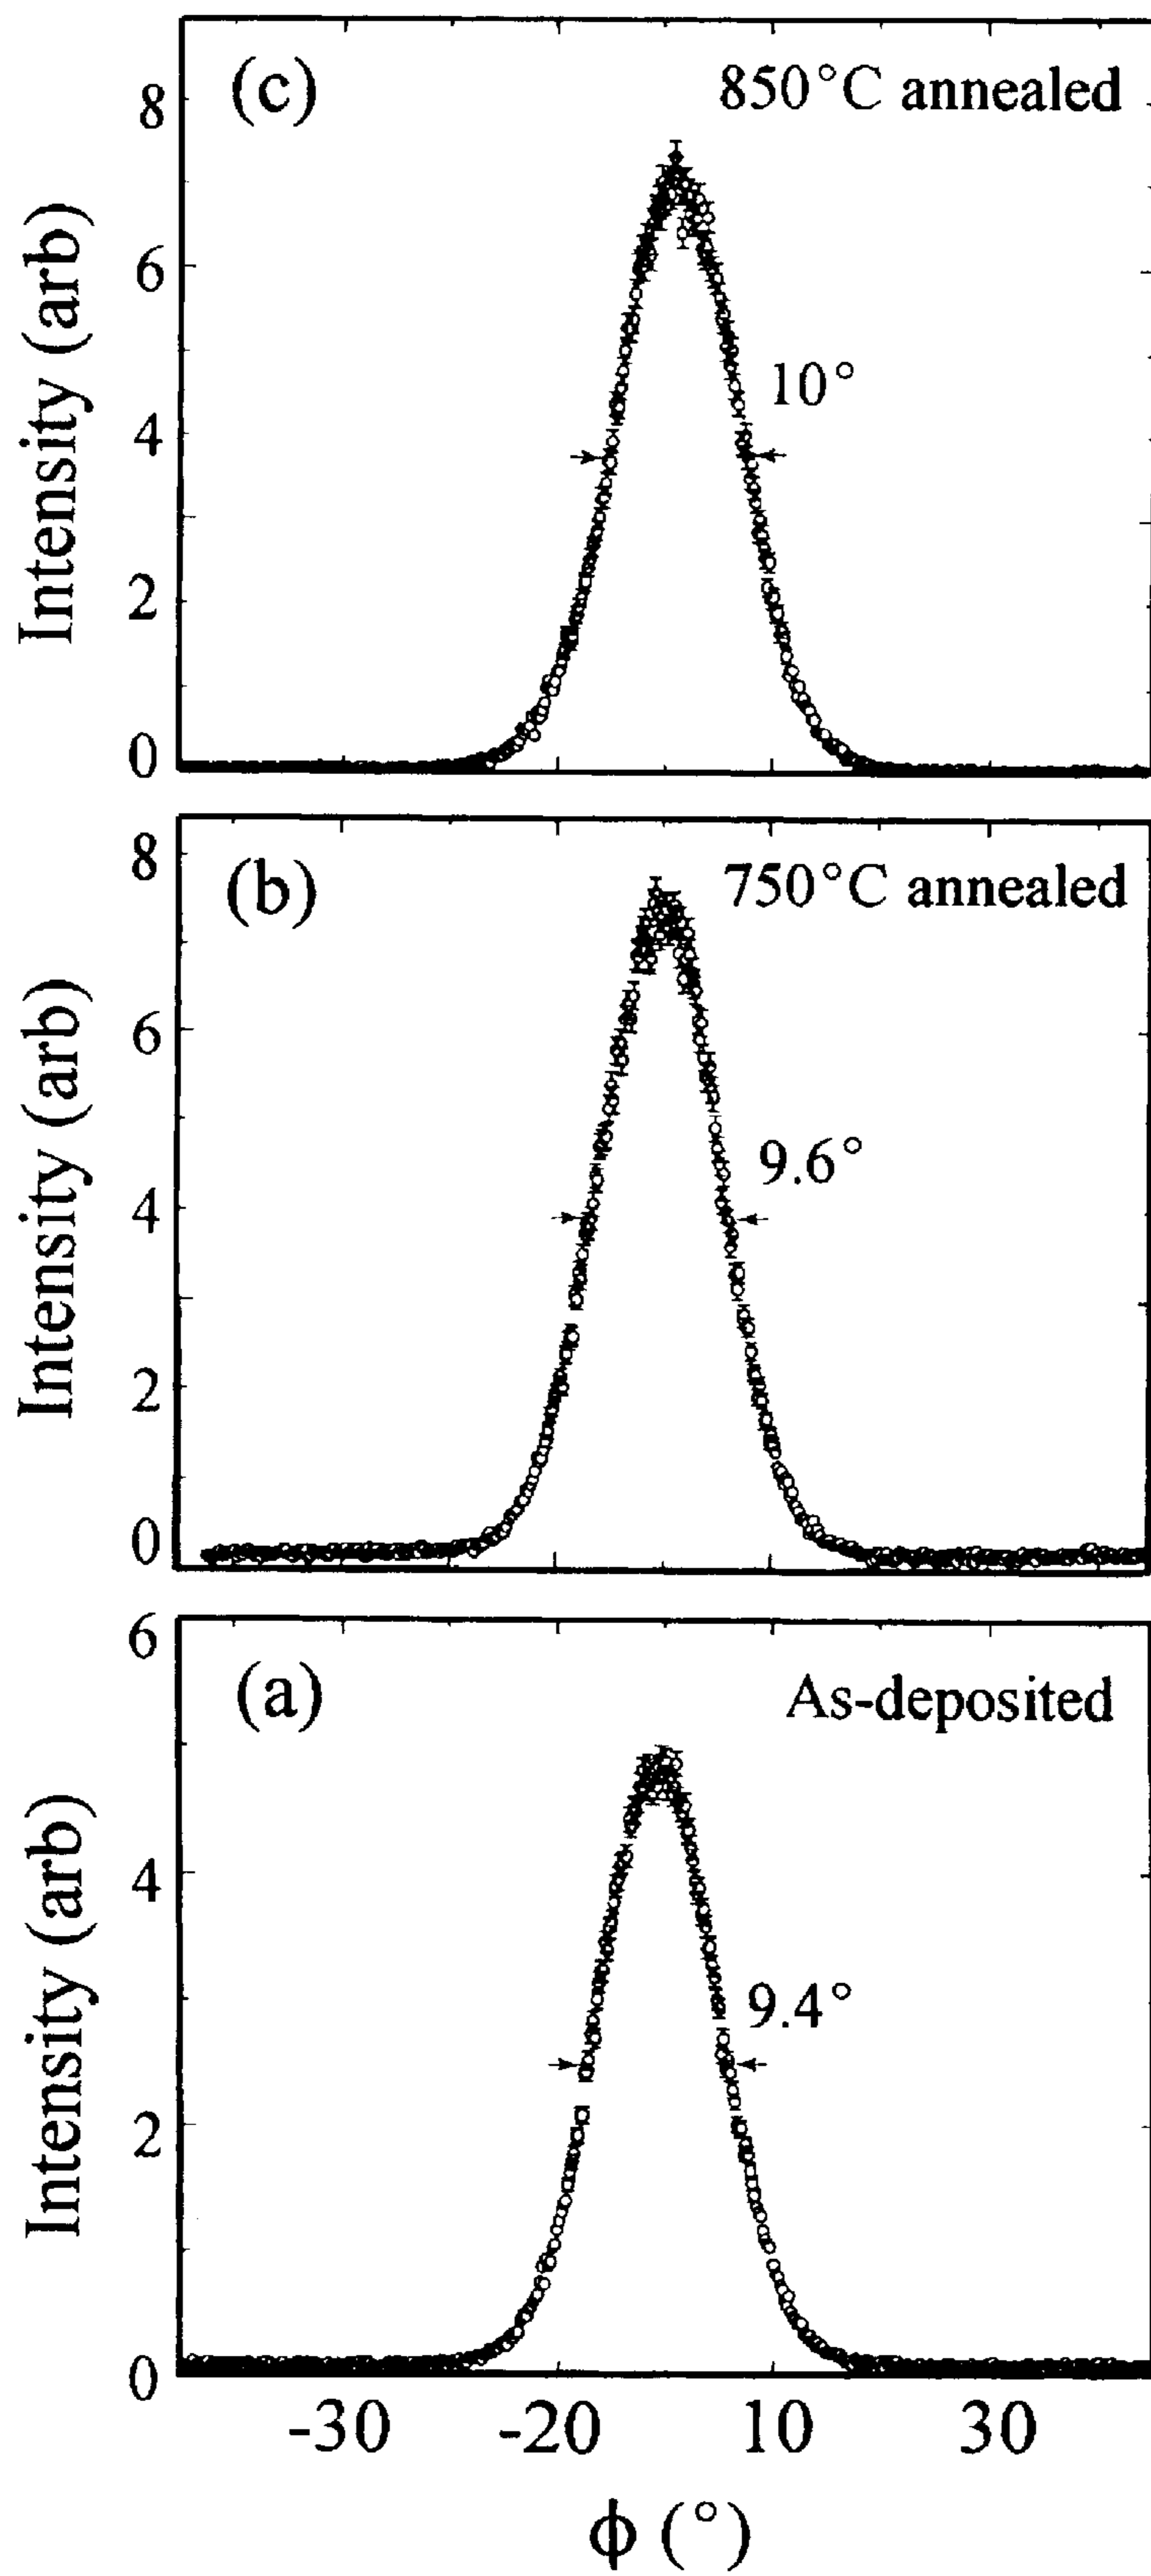 (c)
850°C annealed
8
6
4
2
0
Intensity (arb)
10°
(b)
750°C annealed
8
6
4
2
0
Intensity (arb)
9.6°
(a)
As-deposited
6
4
2
0
Intensity (arb)
9.4°
-30 -20 10 30
ϕ (°)